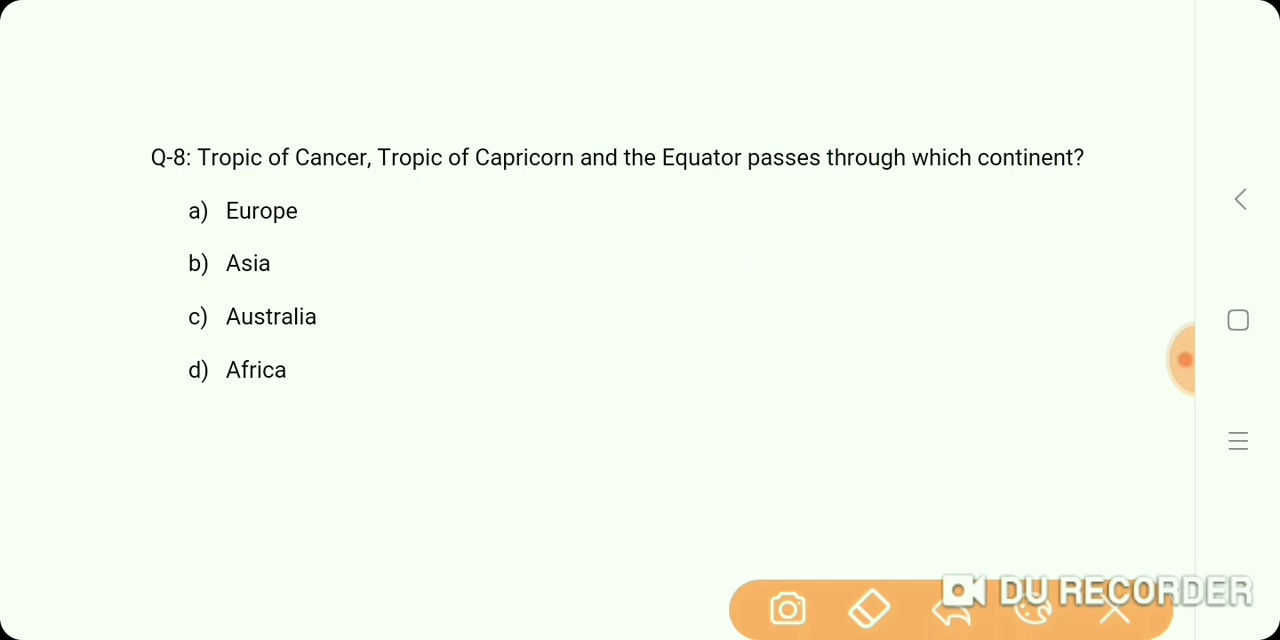 Q-8: Tropic of Cancer, Tropic of Capricorn and the Equator passes through which continent?
a) Europe
b) Asia
c) Australia
d) Africa
DU RECORDER